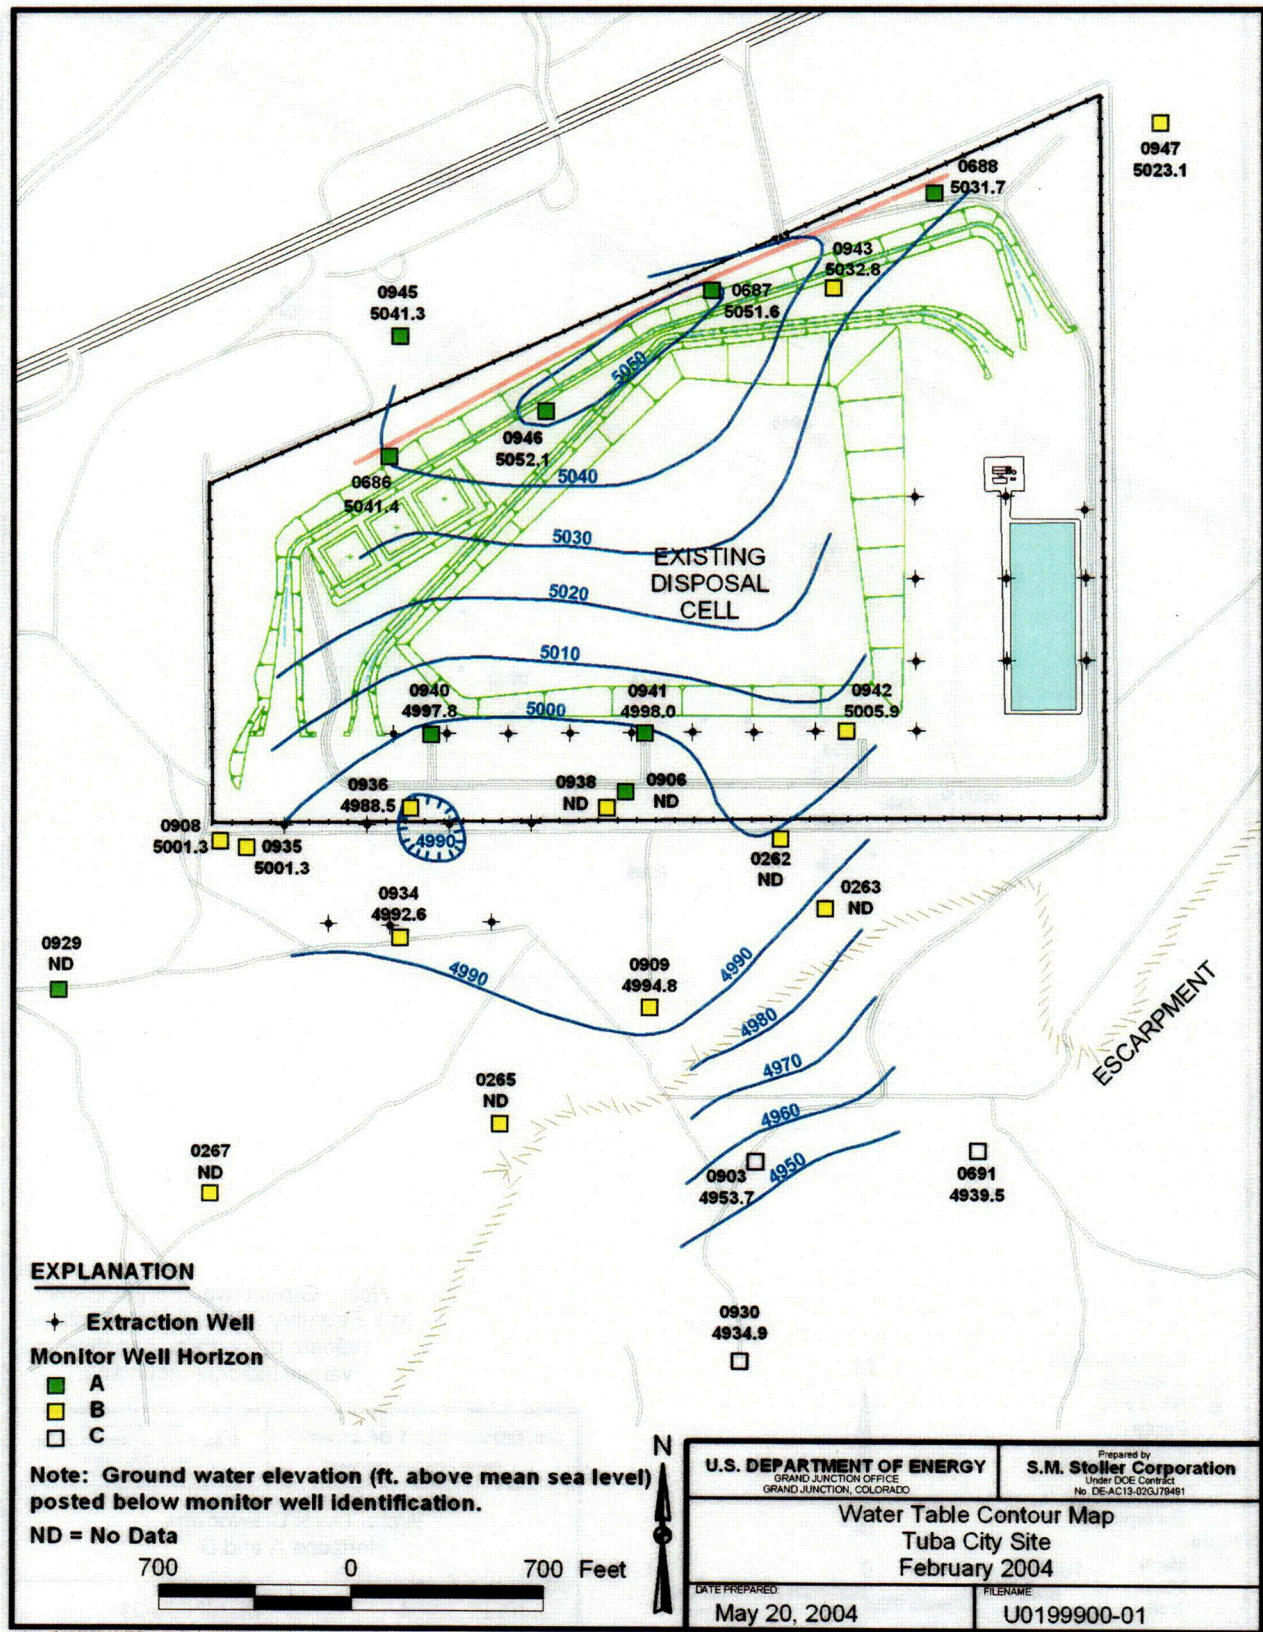 0947
5023.1
0688
5031.7
0943
5032.8
0945
5041.3
0687
5051.6
5050
0946
5052.1
0686
5041.4
5040
5030
EXISTING
DISPOSAL
CELL
5020
5010
0940
4997.8
5000
0941
4998.0
0942
5005.9
0936
4988.5
0938
ND
0906
ND
0908
5001.3
0935
5001.3
4990
0262
ND
0934
4992.6
0263
ND
0929
ND
4990
0909
4994.8
4990
4980
ESCARPMENT
4970
0265
ND
4960
0267
ND
0903
4953.7
4950
0691
4939.5
0930
4934.9
EXPLANATION
Extraction Well
Monitor Well Horizon
A
B
C
Note: Ground water elevation (ft. above mean sea level)
posted below monitor well identification.
ND = No Data
700 0 700 Feet
N
U.S. DEPARTMENT OF ENERGY
GRAND JUNCTION OFFICE
GRAND JUNCTION, COLORADO
Prepared by
S.M. Stoller Corporation
Under DOE Contract
No. DE-AC13-02GJ79491
Water Table Contour Map
Tuba City Site
February 2004
DATE PREPARED:
May 20, 2004
FILENAME:
U0199900-01